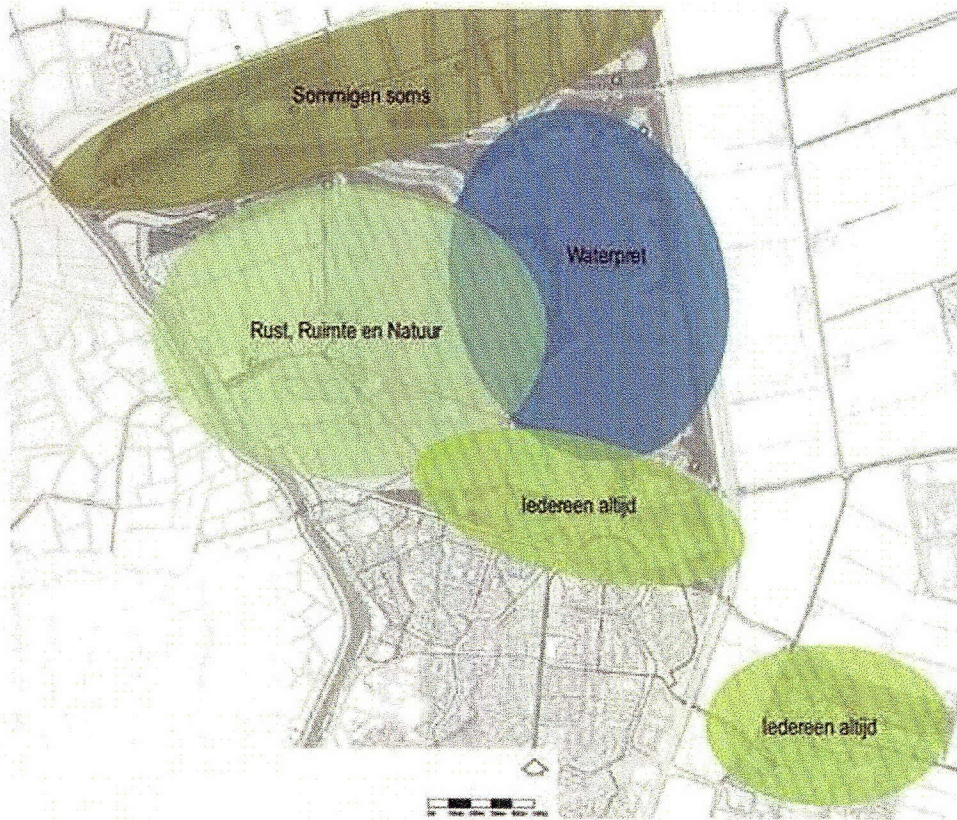 Sommigen soms
Waterpret
Rust, Ruimte en Natuur
Iedereen altijd
Iedereen altijd